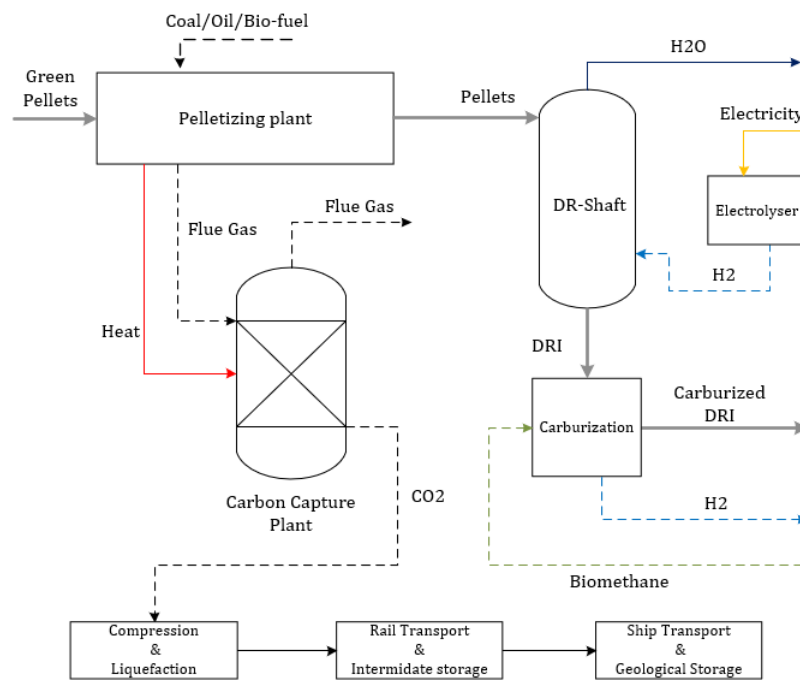 Coal/Oil/Bio-fuel
H2O
Green
Pellets
Pelletizing plant
Pellets
Electricity
DR-Shaft
Electrolyser
Flue Gas
Flue Gas
H2
Heat
DRI
Carburization
Carburized
DRI
Carbon Capture
Plant
CO2
H2
Biomethane
Compression
&
Liquefaction
Rail Transport
&
Intermidate storage
Ship Transport
&
Geological Storage